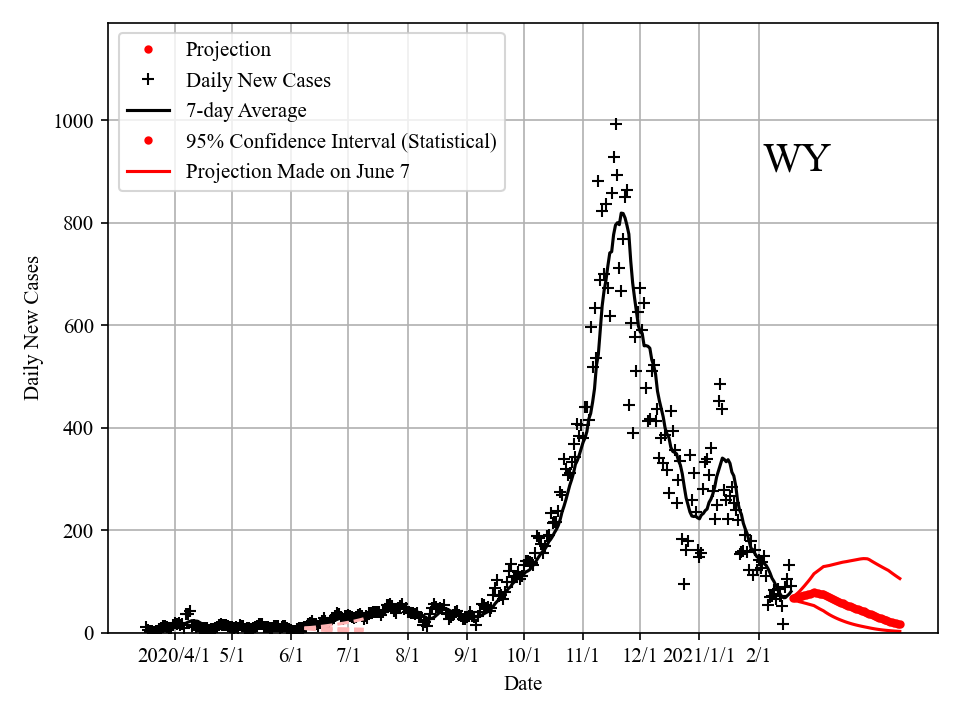 Projection
Daily New Cases
7-day Average
95% Confidence Interval (Statistical)
Projection Made on June 7
WY
Daily New Cases
1000
800
600
400
200
0
2020/4/1 5/1 6/1 7/1 8/1 9/1 10/1 11/1 12/1 2021/1/1 2/1
Date